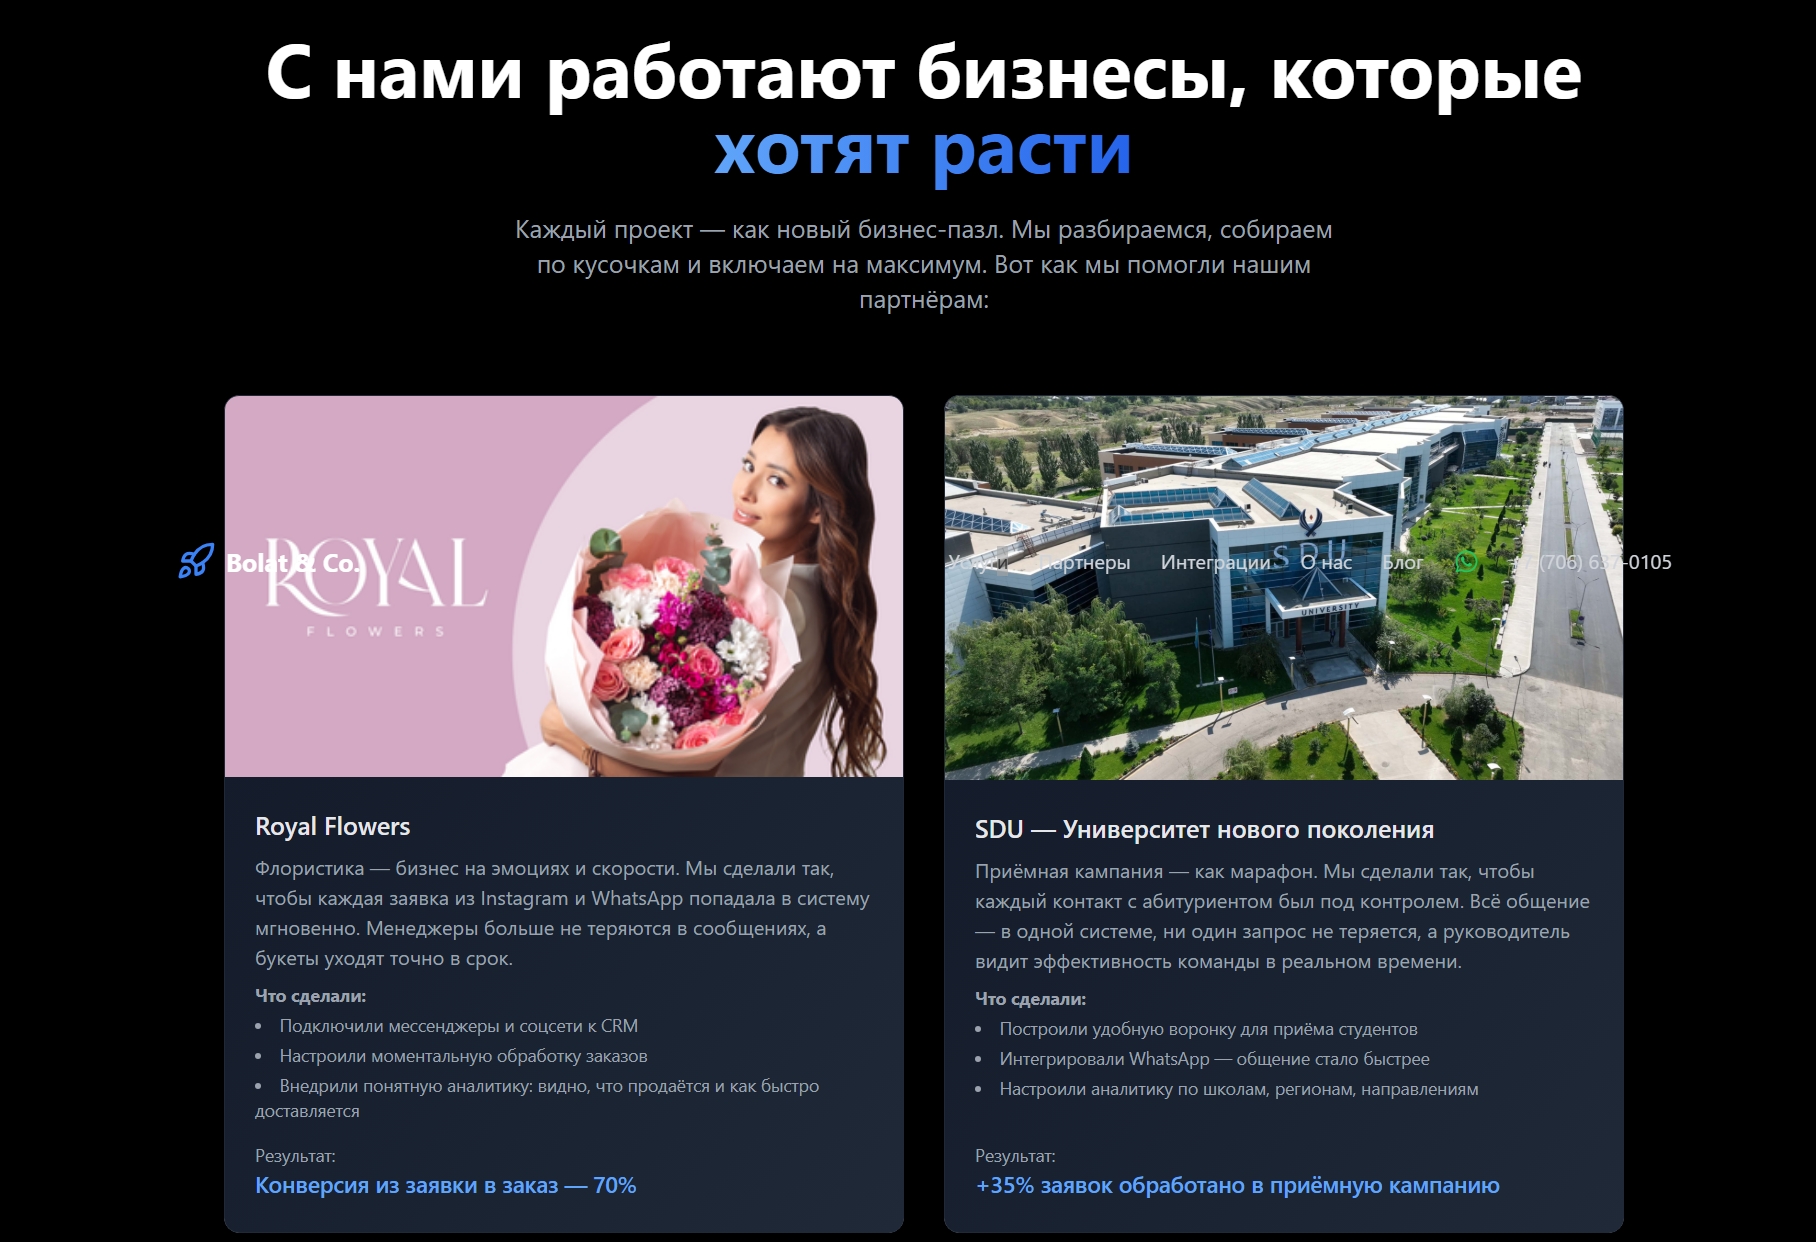 С нами работают бизнесы, которые
хотят расти
Каждый проект — как новый бизнес-пазл. Мы разбираемся, собираем
по кусочкам и включаем на максимум. Вот как мы помогли нашим
партнёрам:
Bolat & Co.
Услуги Партнеры Интеграции О нас Блог (706) 637-0105
ROYAL
FLOWERS
SDU
UNIVERSITY
Royal Flowers
Флористика — бизнес на эмоциях и скорости. Мы сделали так,
чтобы каждая заявка из Instagram и WhatsApp попадала в систему
мгновенно. Менеджеры больше не теряются в сообщениях, а
букеты уходят точно в срок.
Что сделали:
• Подключили мессенджеры и соцсети к CRM
• Настроили моментальную обработку заказов
• Внедрили понятную аналитику: видно, что продаётся и как быстро
доставляется
Результат:
Конверсия из заявки в заказ — 70%
SDU — Университет нового поколения
Приёмная кампания — как марафон. Мы сделали так, чтобы
каждый контакт с абитуриентом был под контролем. Всё общение
— в одной системе, ни один запрос не теряется, а руководитель
видит эффективность команды в реальном времени.
Что сделали:
• Построили удобную воронку для приёма студентов
• Интегрировали WhatsApp — общение стало быстрее
• Настроили аналитику по школам, регионам, направлениям
Результат:
+35% заявок обработано в приёмную кампанию